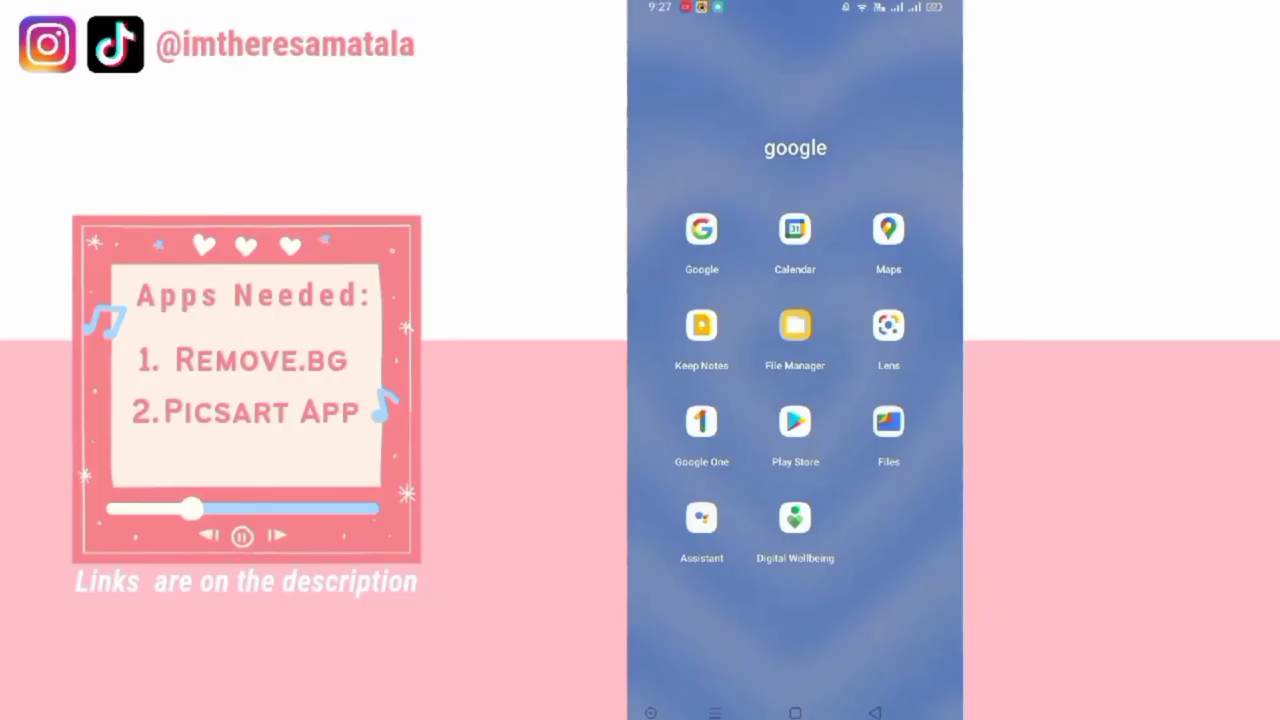 @imtheresamatala
Apps Needed:
1. REMOVE.BG
2. PICSART APP
Links are on the description
9:27
google
Google
Calendar
Maps
31
Keep Notes
File Manager
Lens
Google One
Play Store
Files
Assistant
Digital Wellbeing